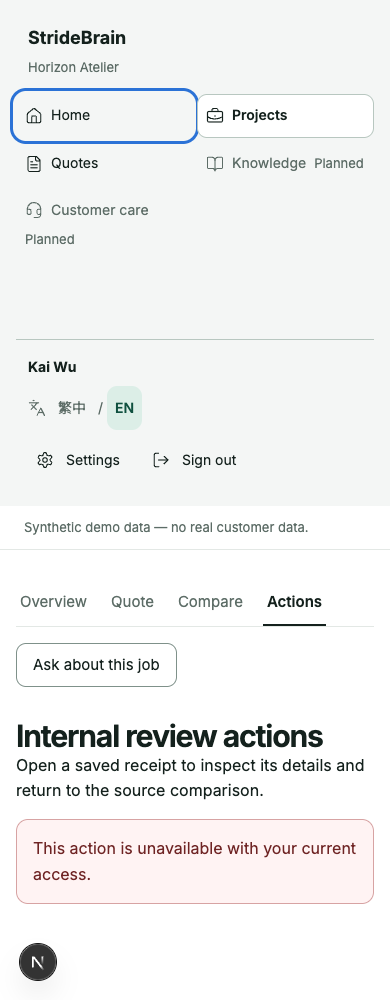 StrideBrain
Horizon Atelier
Home
Projects
Quotes
Knowledge Planned
Customer care
Planned
Kai Wu
繁中 / EN
Settings
Sign out
Synthetic demo data — no real customer data.
Overview Quote Compare Actions
Ask about this job
Internal review actions
Open a saved receipt to inspect its details and
return to the source comparison.
This action is unavailable with your current
access.
N